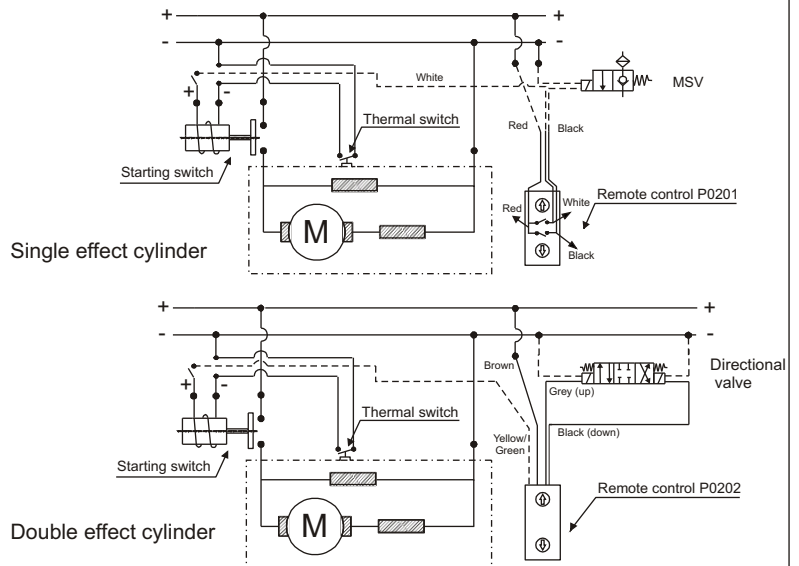 + +
- -
White
MSV
+ -
Thermal switch
Red Black
Starting switch
Remote control P0201
Red White
M
Single effect cylinder
Black
+ +
- -
Brown
Directional
valve
+ -
Grey (up)
Thermal switch
Yellow/
Green
Black (down)
Starting switch
Remote control P0202
M
Double effect cylinder